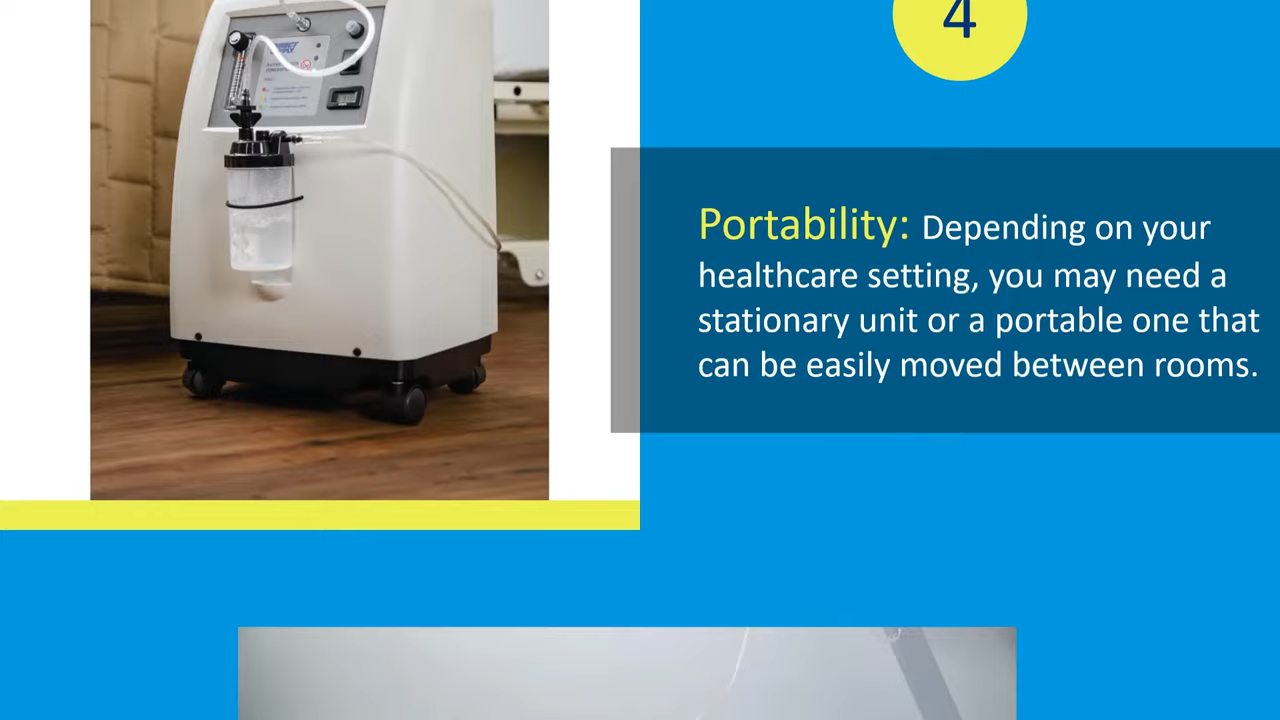 4
Portability: Depending on your
healthcare setting, you may need a
stationary unit or a portable one that
can be easily moved between rooms.